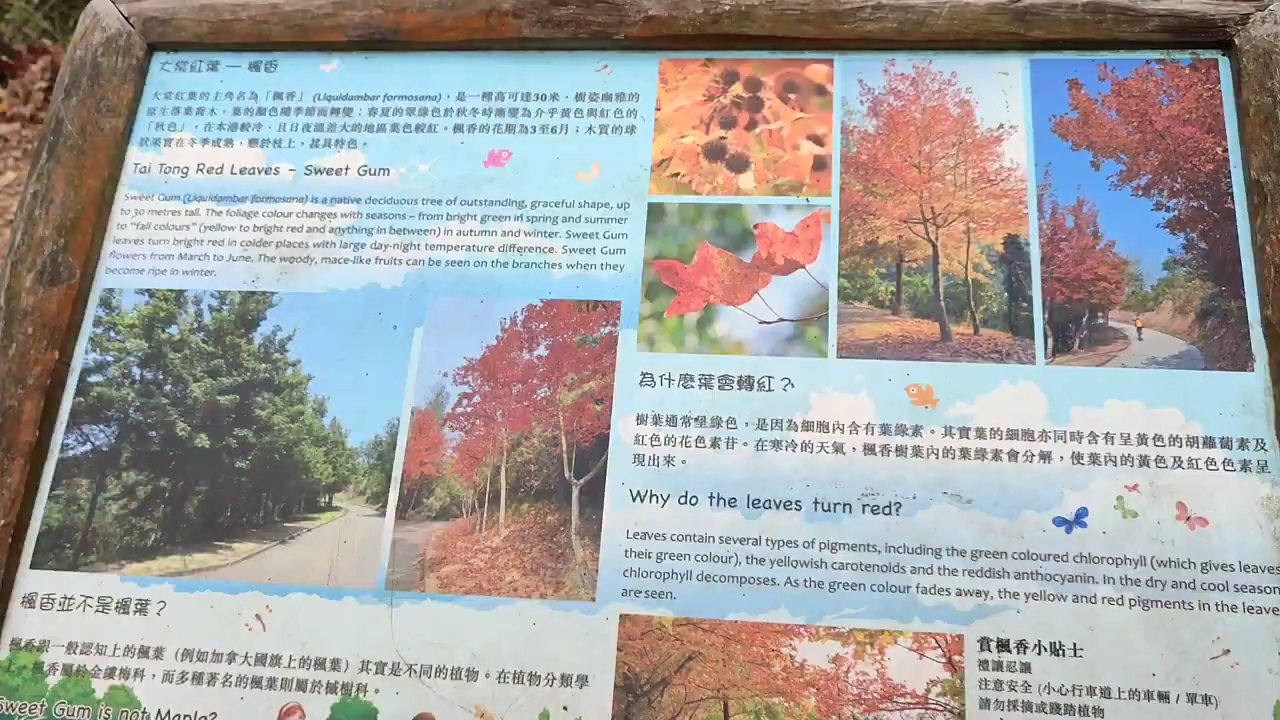 大棠紅葉 — 楓香
大棠紅葉的主角名為「楓香」 (Liquidambar formosana)，是一種高可達30米，樹姿幽雅的
原生落葉喬木。葉的顏色隨季節而轉變：春夏的翠綠色於秋冬時漸變為介乎黃色與紅色的
「秋色」。在本港較冷，且日夜溫差大的地區葉色較紅。楓香的花期為3至6月；木質的球
狀果實在冬季成熟，懸於枝上，甚具特色。
Tai Tong Red Leaves – Sweet Gum
Sweet Gum (Liquidambar formosana) is a native deciduous tree of outstanding, graceful shape, up
to 30 metres tall. The foliage colour changes with seasons – from bright green in spring and summer
to “fall colours” (yellow to bright red and anything in between) in autumn and winter. Sweet Gum
leaves turn bright red in colder places with large day-night temperature difference. Sweet Gum
flowers from March to June. The woody, mace-like fruits can be seen on the branches when they
become ripe in winter.
為什麼葉會轉紅？
樹葉通常呈綠色，是因為細胞內含有葉綠素。其實葉的細胞亦同時含有呈黃色的胡蘿蔔素及
紅色的花色素苷。在寒冷的天氣，楓香樹葉內的葉綠素會分解，使葉內的黃色及紅色色素呈
現出來。
Why do the leaves turn red?
Leaves contain several types of pigments, including the green coloured chlorophyll (which gives leaves
their green colour), the yellowish carotenoids and the reddish anthocyanin. In the dry and cool season
chlorophyll decomposes. As the green colour fades away, the yellow and red pigments in the leave
are seen.
楓香並不是楓葉？
楓香跟一般認知上的楓葉（例如加拿大國旗上的楓葉）其實是不同的植物。在植物分類學
上，楓香屬於金縷梅科，而多種著名的楓葉則屬於槭樹科。
Sweet Gum is not Maple?
賞楓香小貼士
禮讓忍讓
注意安全 (小心行車道上的車輛 / 單車)
請勿採摘或踐踏植物